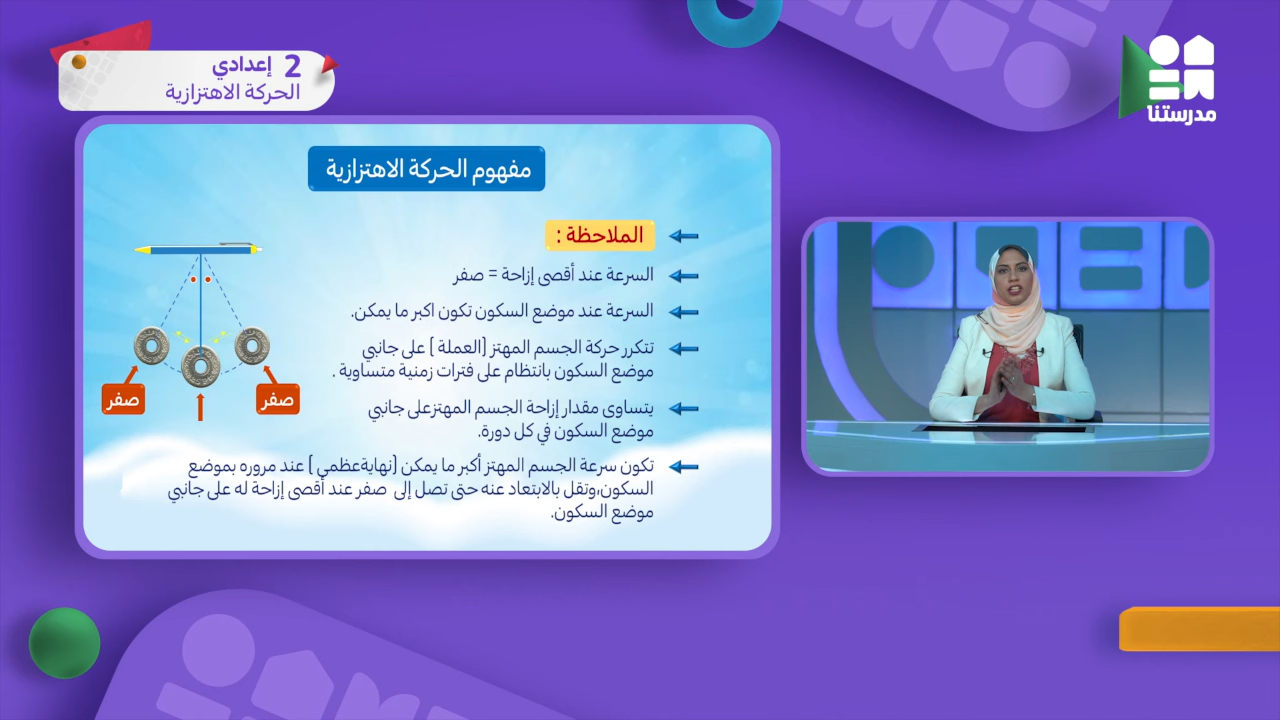 2 إعدادي
الحركة الاهتزازية
مدرستنا
مفهوم الحركة الاهتزازية
الملاحظة :
السرعة عند أقصى إزاحة = صفر
السرعة عند موضع السكون تكون اكبر ما يمكن.
تتكرر حركة الجسم المهتز (العملة ) على جانبي
موضع السكون بانتظام على فترات زمنية متساوية .
يتساوى مقدار إزاحة الجسم المهتزعلى جانبي
موضع السكون في كل دورة.
تكون سرعة الجسم المهتز أكبر ما يمكن (نهايةعظمى ) عند مروره بموضع
السكون،وتقل بالابتعاد عنه حتى تصل إلى صفر عند أقصى إزاحة له على جانبي
موضع السكون.
صفر
صفر